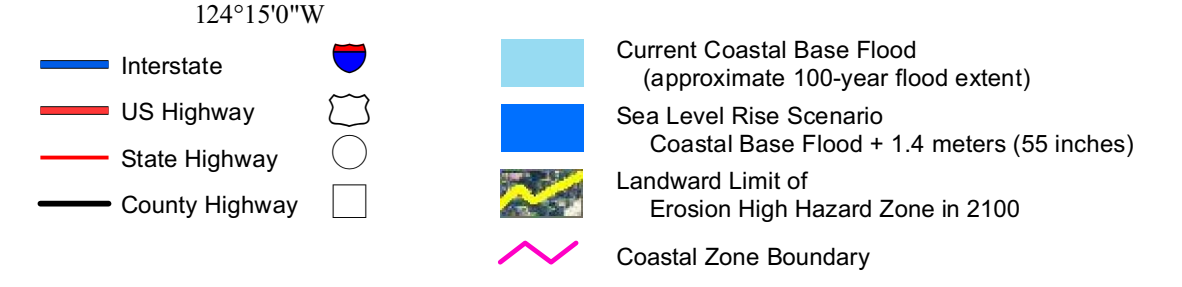 124°15'0"W
Interstate
US Highway
State Highway
County Highway
Current Coastal Base Flood
(approximate 100-year flood extent)
Sea Level Rise Scenario
Coastal Base Flood + 1.4 meters (55 inches)
Landward Limit of
Erosion High Hazard Zone in 2100
Coastal Zone Boundary